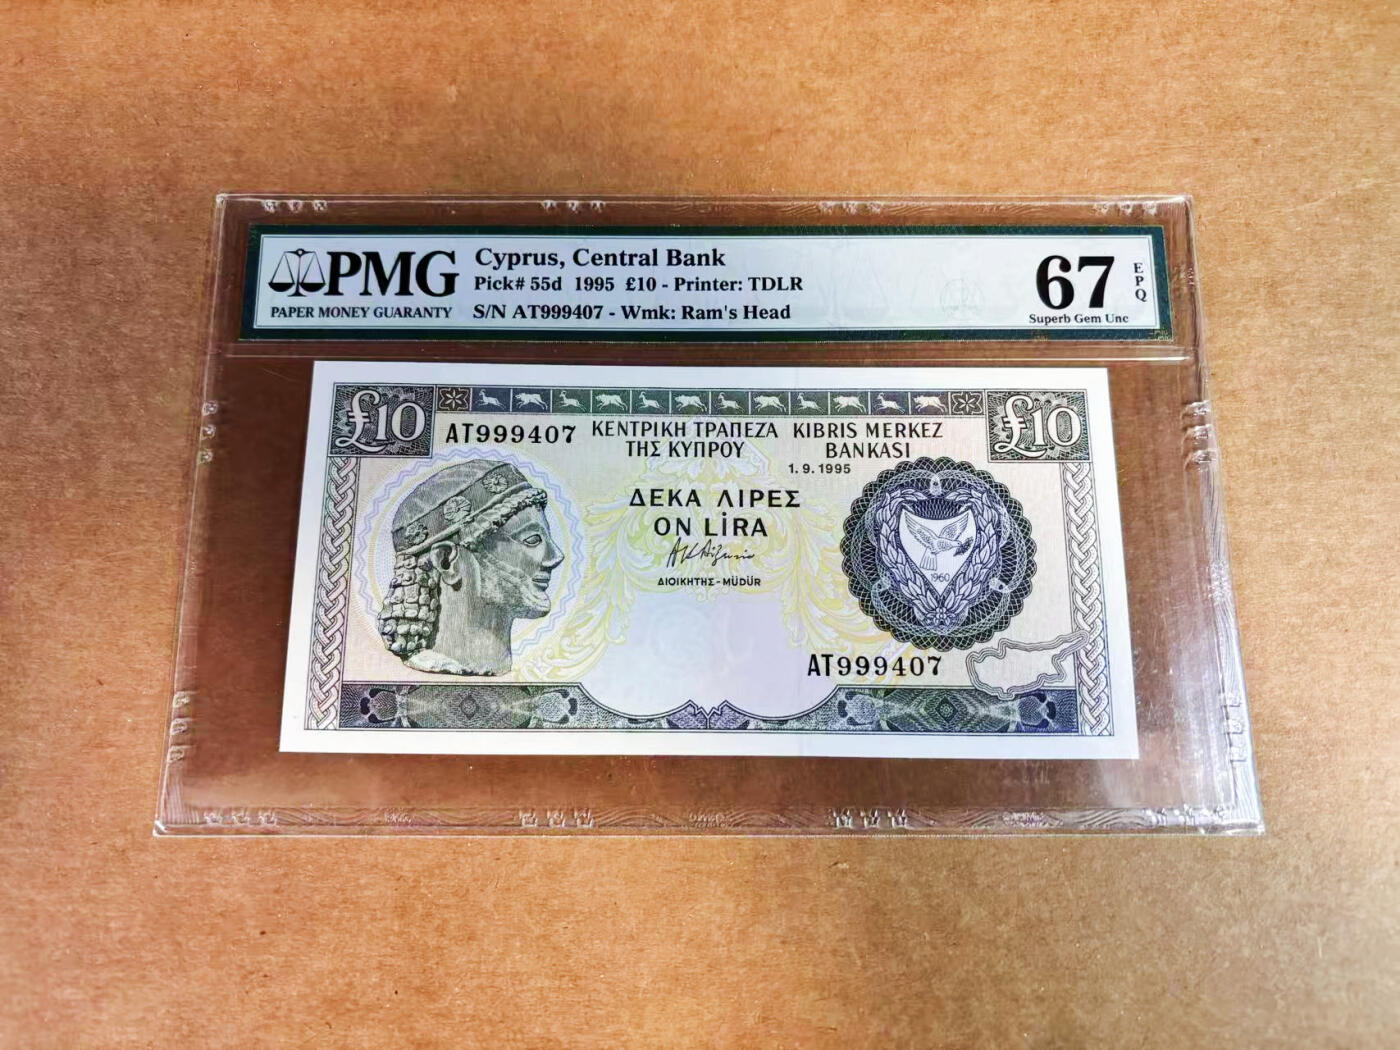 PMG
PAPER MONEY GUARANTY
Cyprus, Central Bank
Pick# 55d 1995 £10 - Printer: TDLR
S/N AT999407 - Wmk: Ram's Head
67
EPQ
Superb Gem Unc
£10
£10
AT999407
ΚΕΝΤΡΙΚΗ ΤΡΑΠΕΖΑ
ΤΗΣ ΚΥΠΡΟΥ
KIBRIS MERKEZ
BANKASI
1.9.1995
ΔΕΚΑ ΛΙΡΕΣ
ON LİRA
ΔΙΟΙΚΗΤΗΣ - MÜDÜR
1960
AT999407